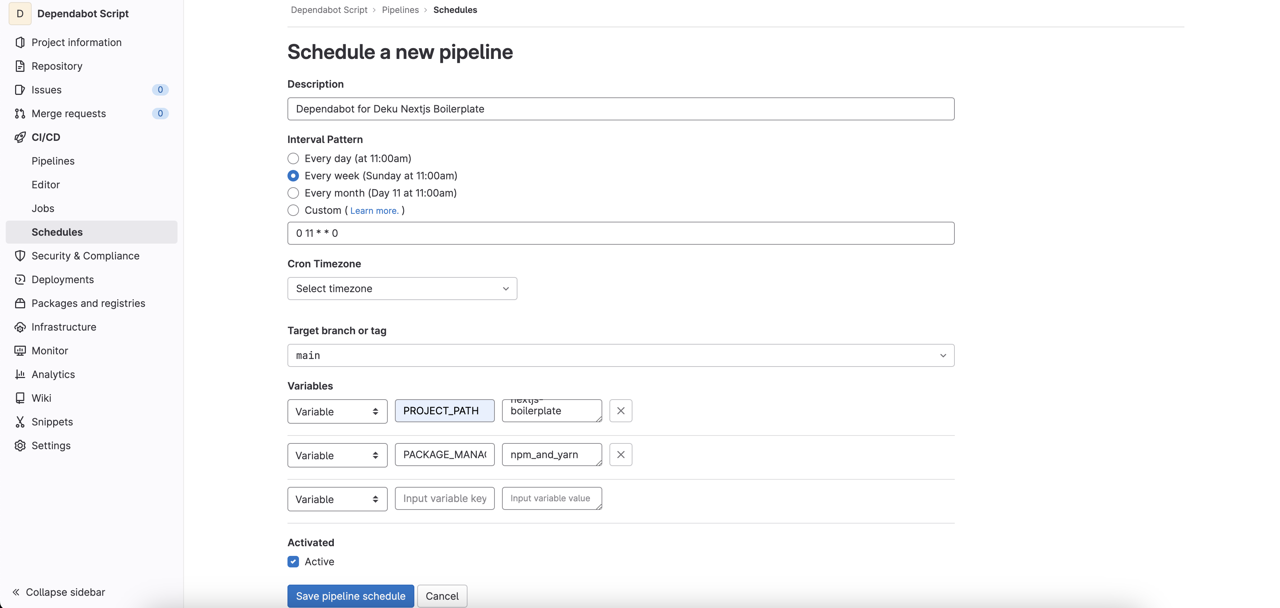 D Dependabot Script
Project information
Repository
Issues 0
Merge requests 0
CI/CD
Pipelines
Editor
Jobs
Schedules
Security & Compliance
Deployments
Packages and registries
Infrastructure
Monitor
Analytics
Wiki
Snippets
Settings
Collapse sidebar
Dependabot Script › Pipelines › Schedules
Schedule a new pipeline
Description
Dependabot for Deku Nextjs Boilerplate
Interval Pattern
Every day (at 11:00am)
Every week (Sunday at 11:00am)
Every month (Day 11 at 11:00am)
Custom ( Learn more. )
0 11 * * 0
Cron Timezone
Select timezone
Target branch or tag
main
Variables
Variable PROJECT_PATH nextjs-
boilerplate
Variable PACKAGE_MANA npm_and_yarn
Variable Input variable key Input variable value
Activated
Active
Save pipeline schedule Cancel